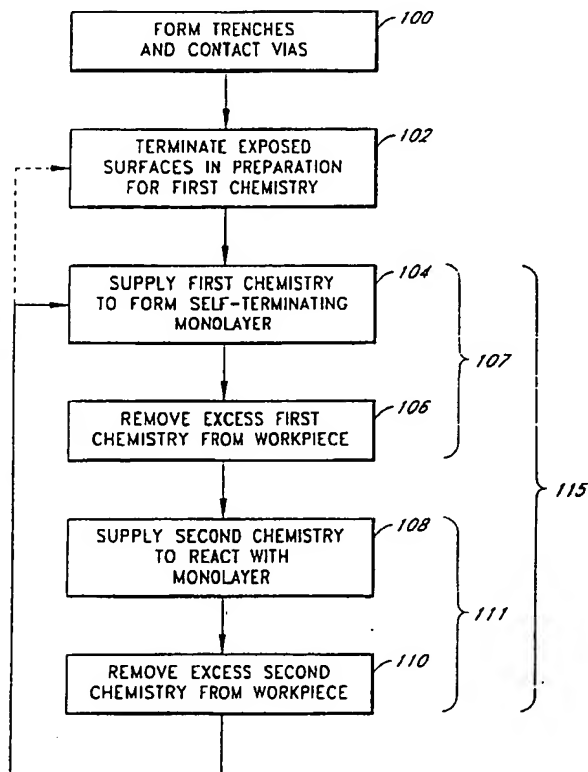 FORM TRENCHES
AND CONTACT VIAS
100
TERMINATE EXPOSED
SURFACES IN PREPARATION
FOR FIRST CHEMISTRY
102
SUPPLY FIRST CHEMISTRY
TO FORM SELF-TERMINATING
MONOLAYER
104
REMOVE EXCESS FIRST
CHEMISTRY FROM WORKPIECE
106
107
SUPPLY SECOND CHEMISTRY
TO REACT WITH
MONOLAYER
108
REMOVE EXCESS SECOND
CHEMISTRY FROM WORKPIECE
110
111
115